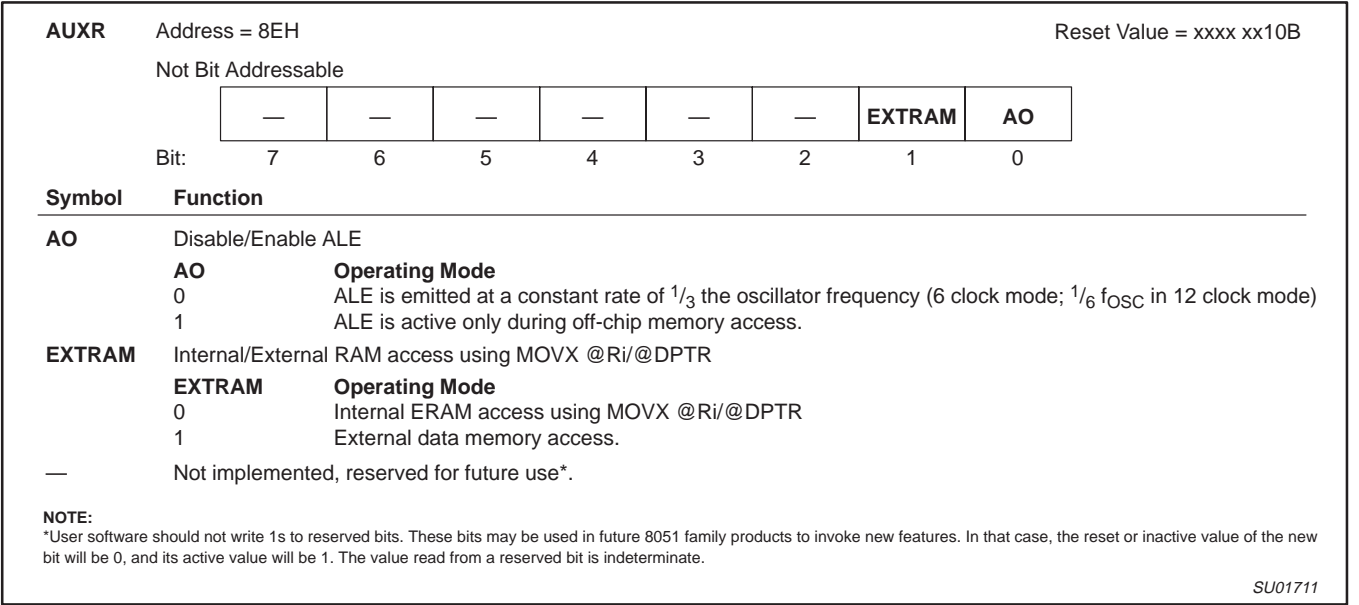 AUXR Address = 8EH Reset Value = xxxx xx10B
Not Bit Addressable
— — — — — — EXTRAM AO
Bit: 7 6 5 4 3 2 1 0
Symbol Function
AO Disable/Enable ALE
AO Operating Mode
0 ALE is emitted at a constant rate of 1/3 the oscillator frequency (6 clock mode; 1/6 fOSC in 12 clock mode)
1 ALE is active only during off-chip memory access.
EXTRAM Internal/External RAM access using MOVX @Ri/@DPTR
EXTRAM Operating Mode
0 Internal ERAM access using MOVX @Ri/@DPTR
1 External data memory access.
— Not implemented, reserved for future use*.
NOTE:
*User software should not write 1s to reserved bits. These bits may be used in future 8051 family products to invoke new features. In that case, the reset or inactive value of the new
bit will be 0, and its active value will be 1. The value read from a reserved bit is indeterminate.
SU01711